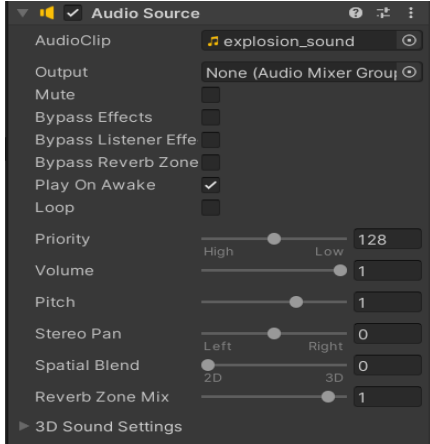 Audio Source
AudioClip explosion_sound
Output None (Audio Mixer Group
Mute
Bypass Effects
Bypass Listener Effe
Bypass Reverb Zone
Play On Awake
Loop
Priority 128
High Low
Volume 1
Pitch 1
Stereo Pan 0
Left Right
Spatial Blend 0
2D 3D
Reverb Zone Mix 1
3D Sound Settings